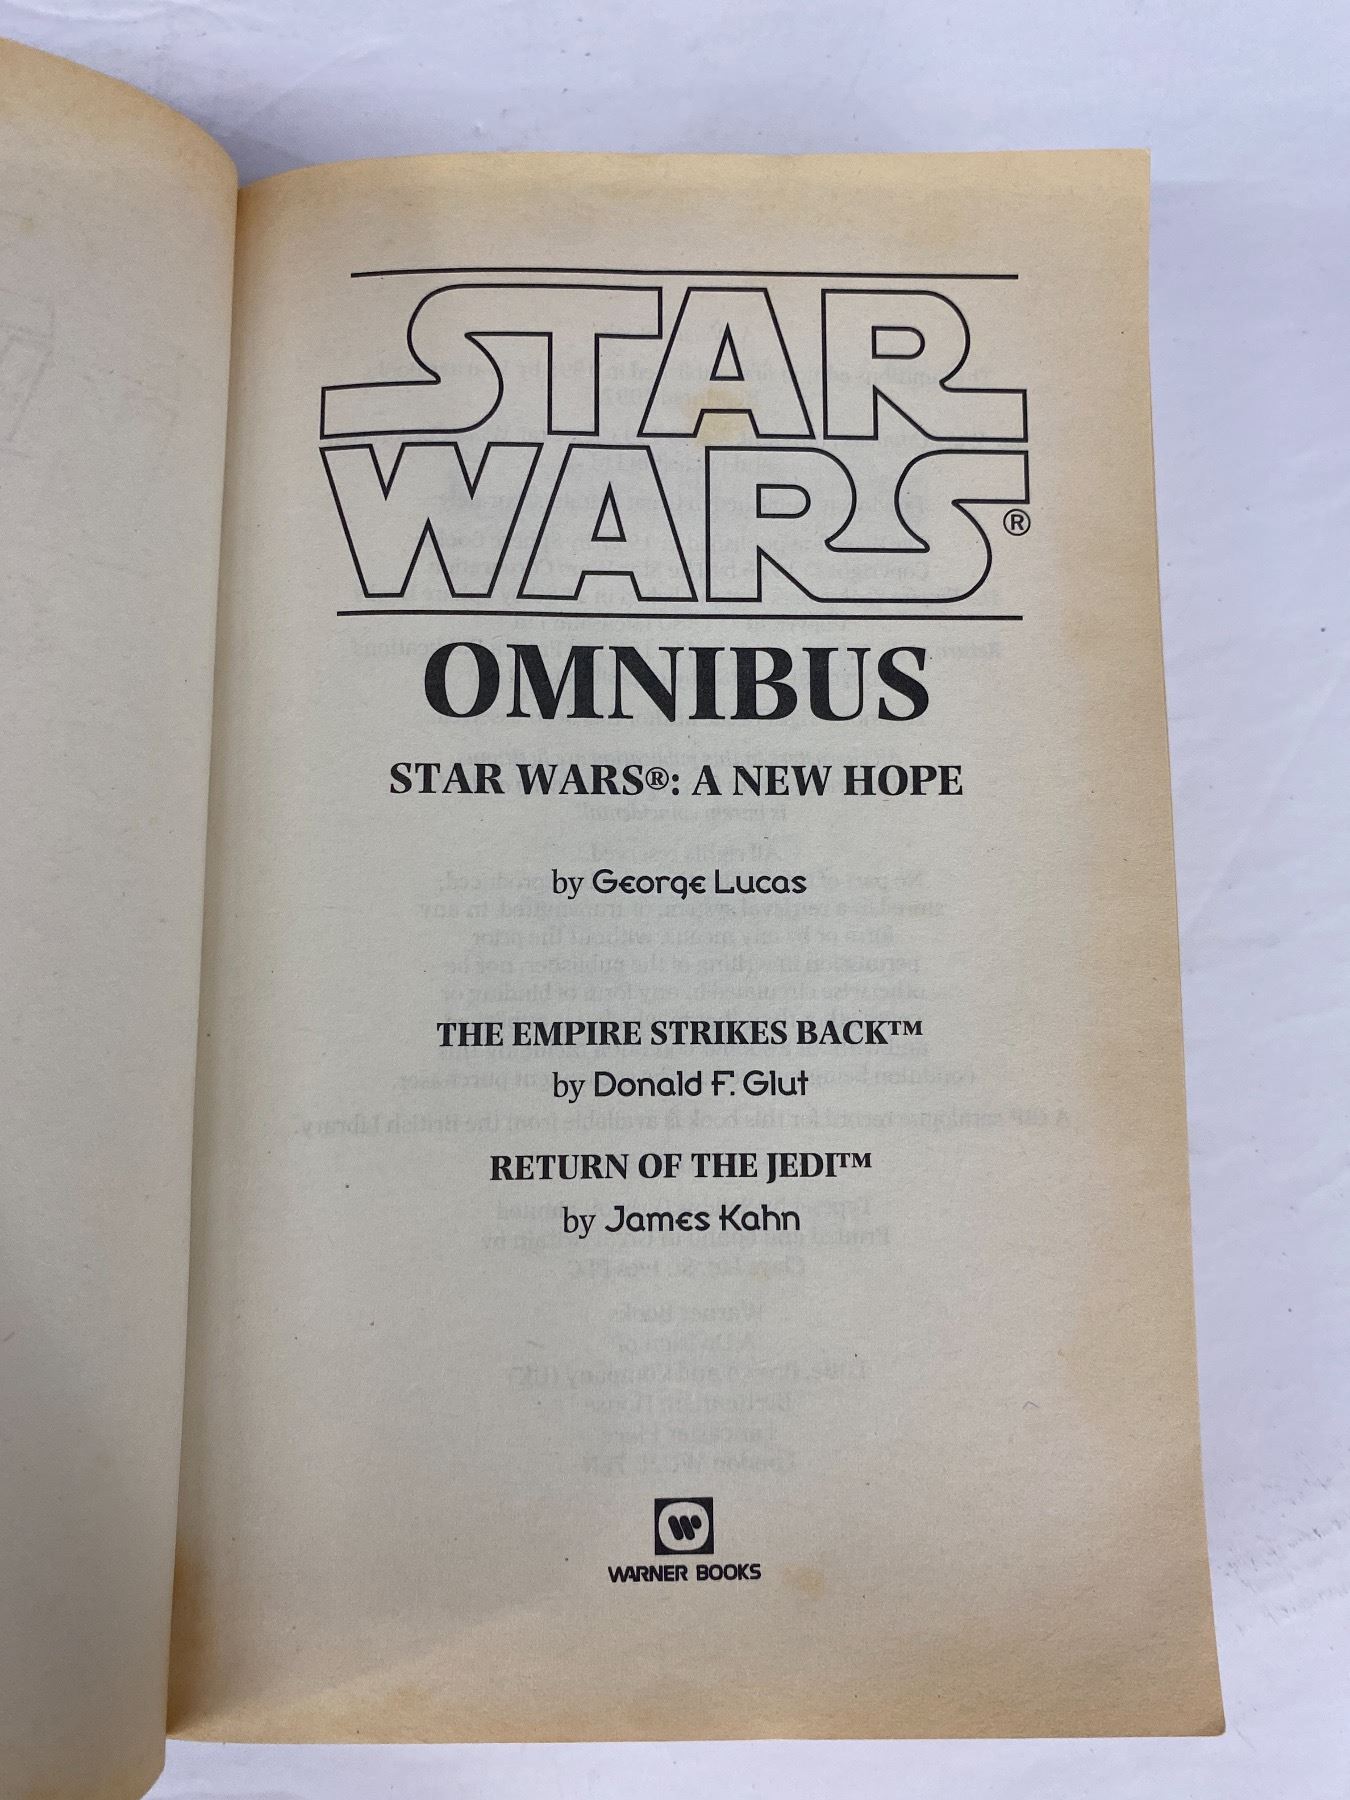 STAR
WARS®
OMNIBUS
STAR WARS®: A NEW HOPE
by George Lucas
THE EMPIRE STRIKES BACK™
by Donald F. Glut
RETURN OF THE JEDI™
by James Kahn
W
WARNER BOOKS